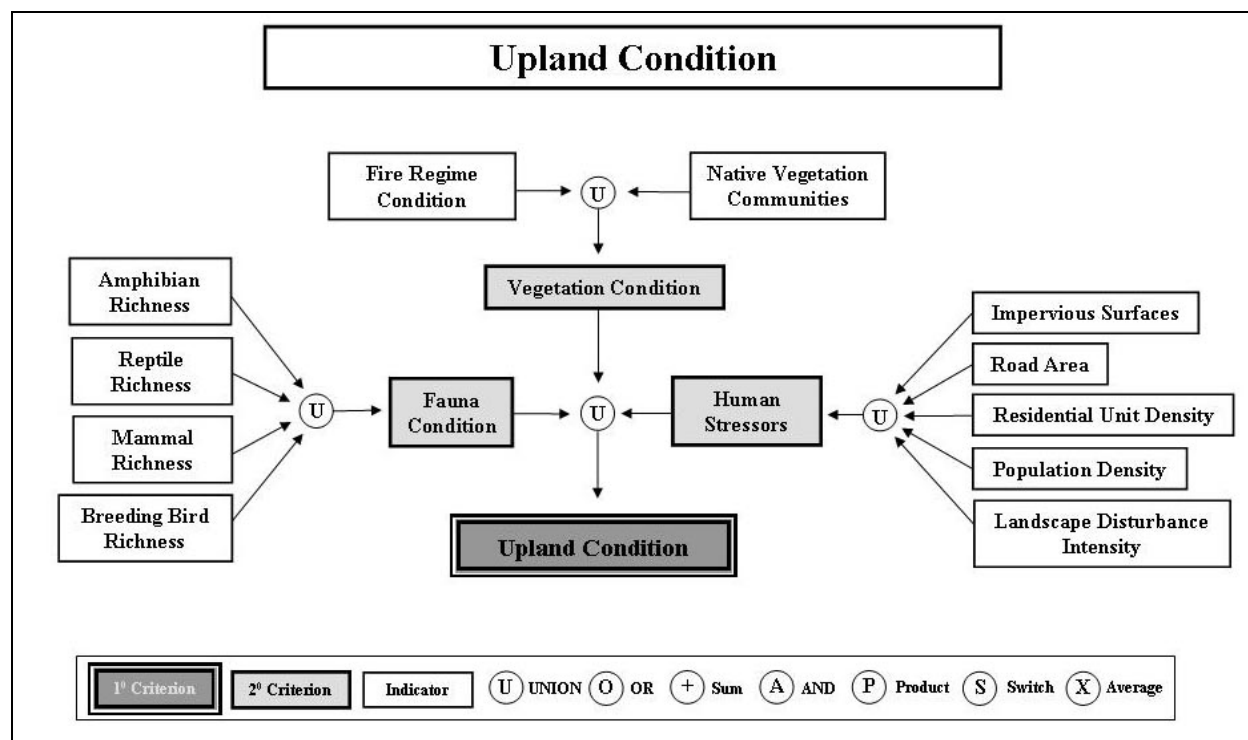 Upland Condition
Fire Regime
Condition
U
Native Vegetation
Communities
Vegetation Condition
Amphibian
Richness
Reptile
Richness
Mammal
Richness
Breeding Bird
Richness
U
Fauna
Condition
U
Human
Stressors
U
Impervious Surfaces
Road Area
Residential Unit Density
Population Density
Landscape Disturbance
Intensity
Upland Condition
1⁰ Criterion
2⁰ Criterion
Indicator
U UNION
O OR
+ Sum
A AND
P Product
S Switch
X Average